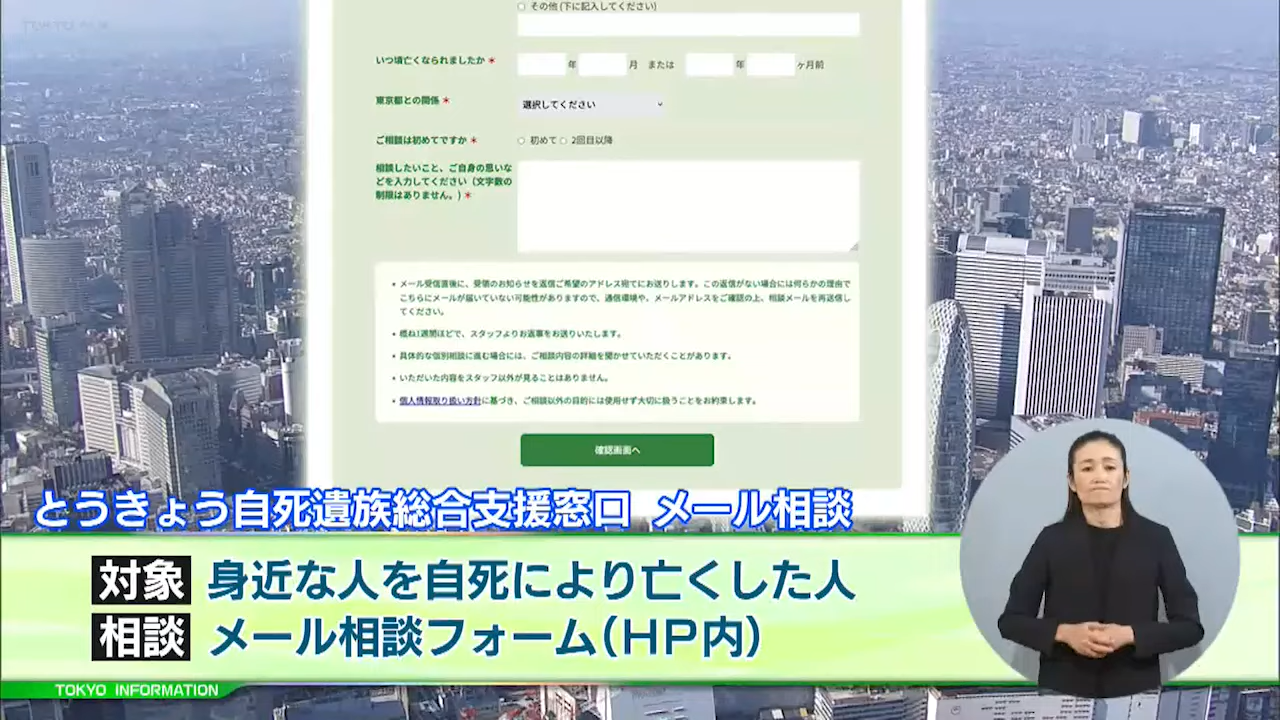 その他 (下に記入してください)
いつ頃亡くなられましたか *
年 月 または 年 ヶ月前
東京都との関係 *
選択してください
ご相談は初めてですか *
初めて 2回目以降
相談したいこと、ご自身の思いな
どを入力してください（文字数の
制限はありません。) *
• メール受信直後に、受領のお知らせを返信ご希望のアドレス宛てにお送りします。この返信がない場合には何らかの理由で
こちらにメールが届いていない可能性がありますので、通信環境や、メールアドレスをご確認の上、相談メールを再送信し
てください。
• 概ね1週間ほどで、スタッフよりお返事をお送りいたします。
• 具体的な個別相談に進む場合には、ご相談内容の詳細を聞かせていただくことがあります。
• いただいた内容をスタッフ以外が見ることはありません。
• 個人情報取り扱い方針に基づき、ご相談以外の目的には使用せず大切に扱うことをお約束します。
確認画面へ
とうきょう自死遺族総合支援窓口 メール相談
対象 身近な人を自死により亡くした人
相談 メール相談フォーム（HP内）
TOKYO INFORMATION